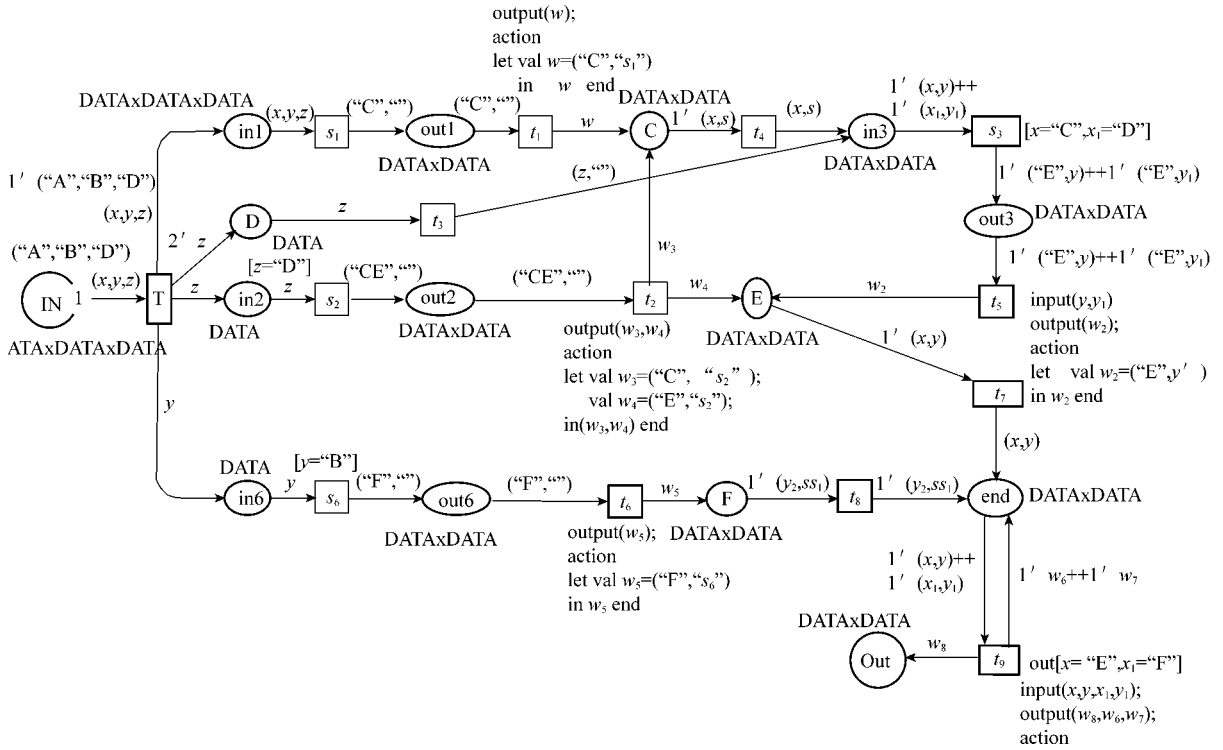 output(w);
action
let val w=("C","s₁")
in w end
DATAxDATAxDATA
(x,y,z)
("C","")
("C","")
DATAxDATA
1′ (x,y)++
1′ (x₁,y₁)
in1
s₁
out1
t₁
w
C
1′ (x,s)
t₄
(x,s)
in3
s₃
[x="C",x₁="D"]
DATAxDATA
DATAxDATA
1′ ("A","B","D")
(x,y,z)
(z,"")
1′ ("E",y)++1′ ("E",y₁)
2′ z
D
z
t₃
out3
DATAxDATA
DATA
("A","B","D")
[z="D"]
w₃
1′ ("E",y)++1′ ("E",y₁)
IN
1
(x,y,z)
T
z
in2
z
s₂
("CE","")
out2
("CE","")
t₂
w₄
E
w₂
t₅
DATA
DATAxDATA
DATAxDATA
ATAxDATAxDATA
output(w₃,w₄)
action
let val w₃=("C", "s₂" );
val w₄=("E","s₂");
in(w₃,w₄) end
input(y,y₁)
output(w₂);
action
let val w₂=("E",y′ )
in w₂ end
1′ (x,y)
t₇
y
(x,y)
DATA
[y="B"]
in6
y
s₆
("F","")
out6
("F","")
t₆
w₅
F
1′ (y₂,ss₁)
t₈
1′ (y₂,ss₁)
end
DATAxDATA
DATAxDATA
DATAxDATA
output(w₅);
action
let val w₅=("F","s₆")
in w₅ end
1′ (x,y)++
1′ (x₁,y₁)
1′ w₆++1′ w₇
DATAxDATA
Out
w₈
t₉
out[x= "E",x₁="F"]
input(x,y,x₁,y₁);
output(w₈,w₆,w₇);
action